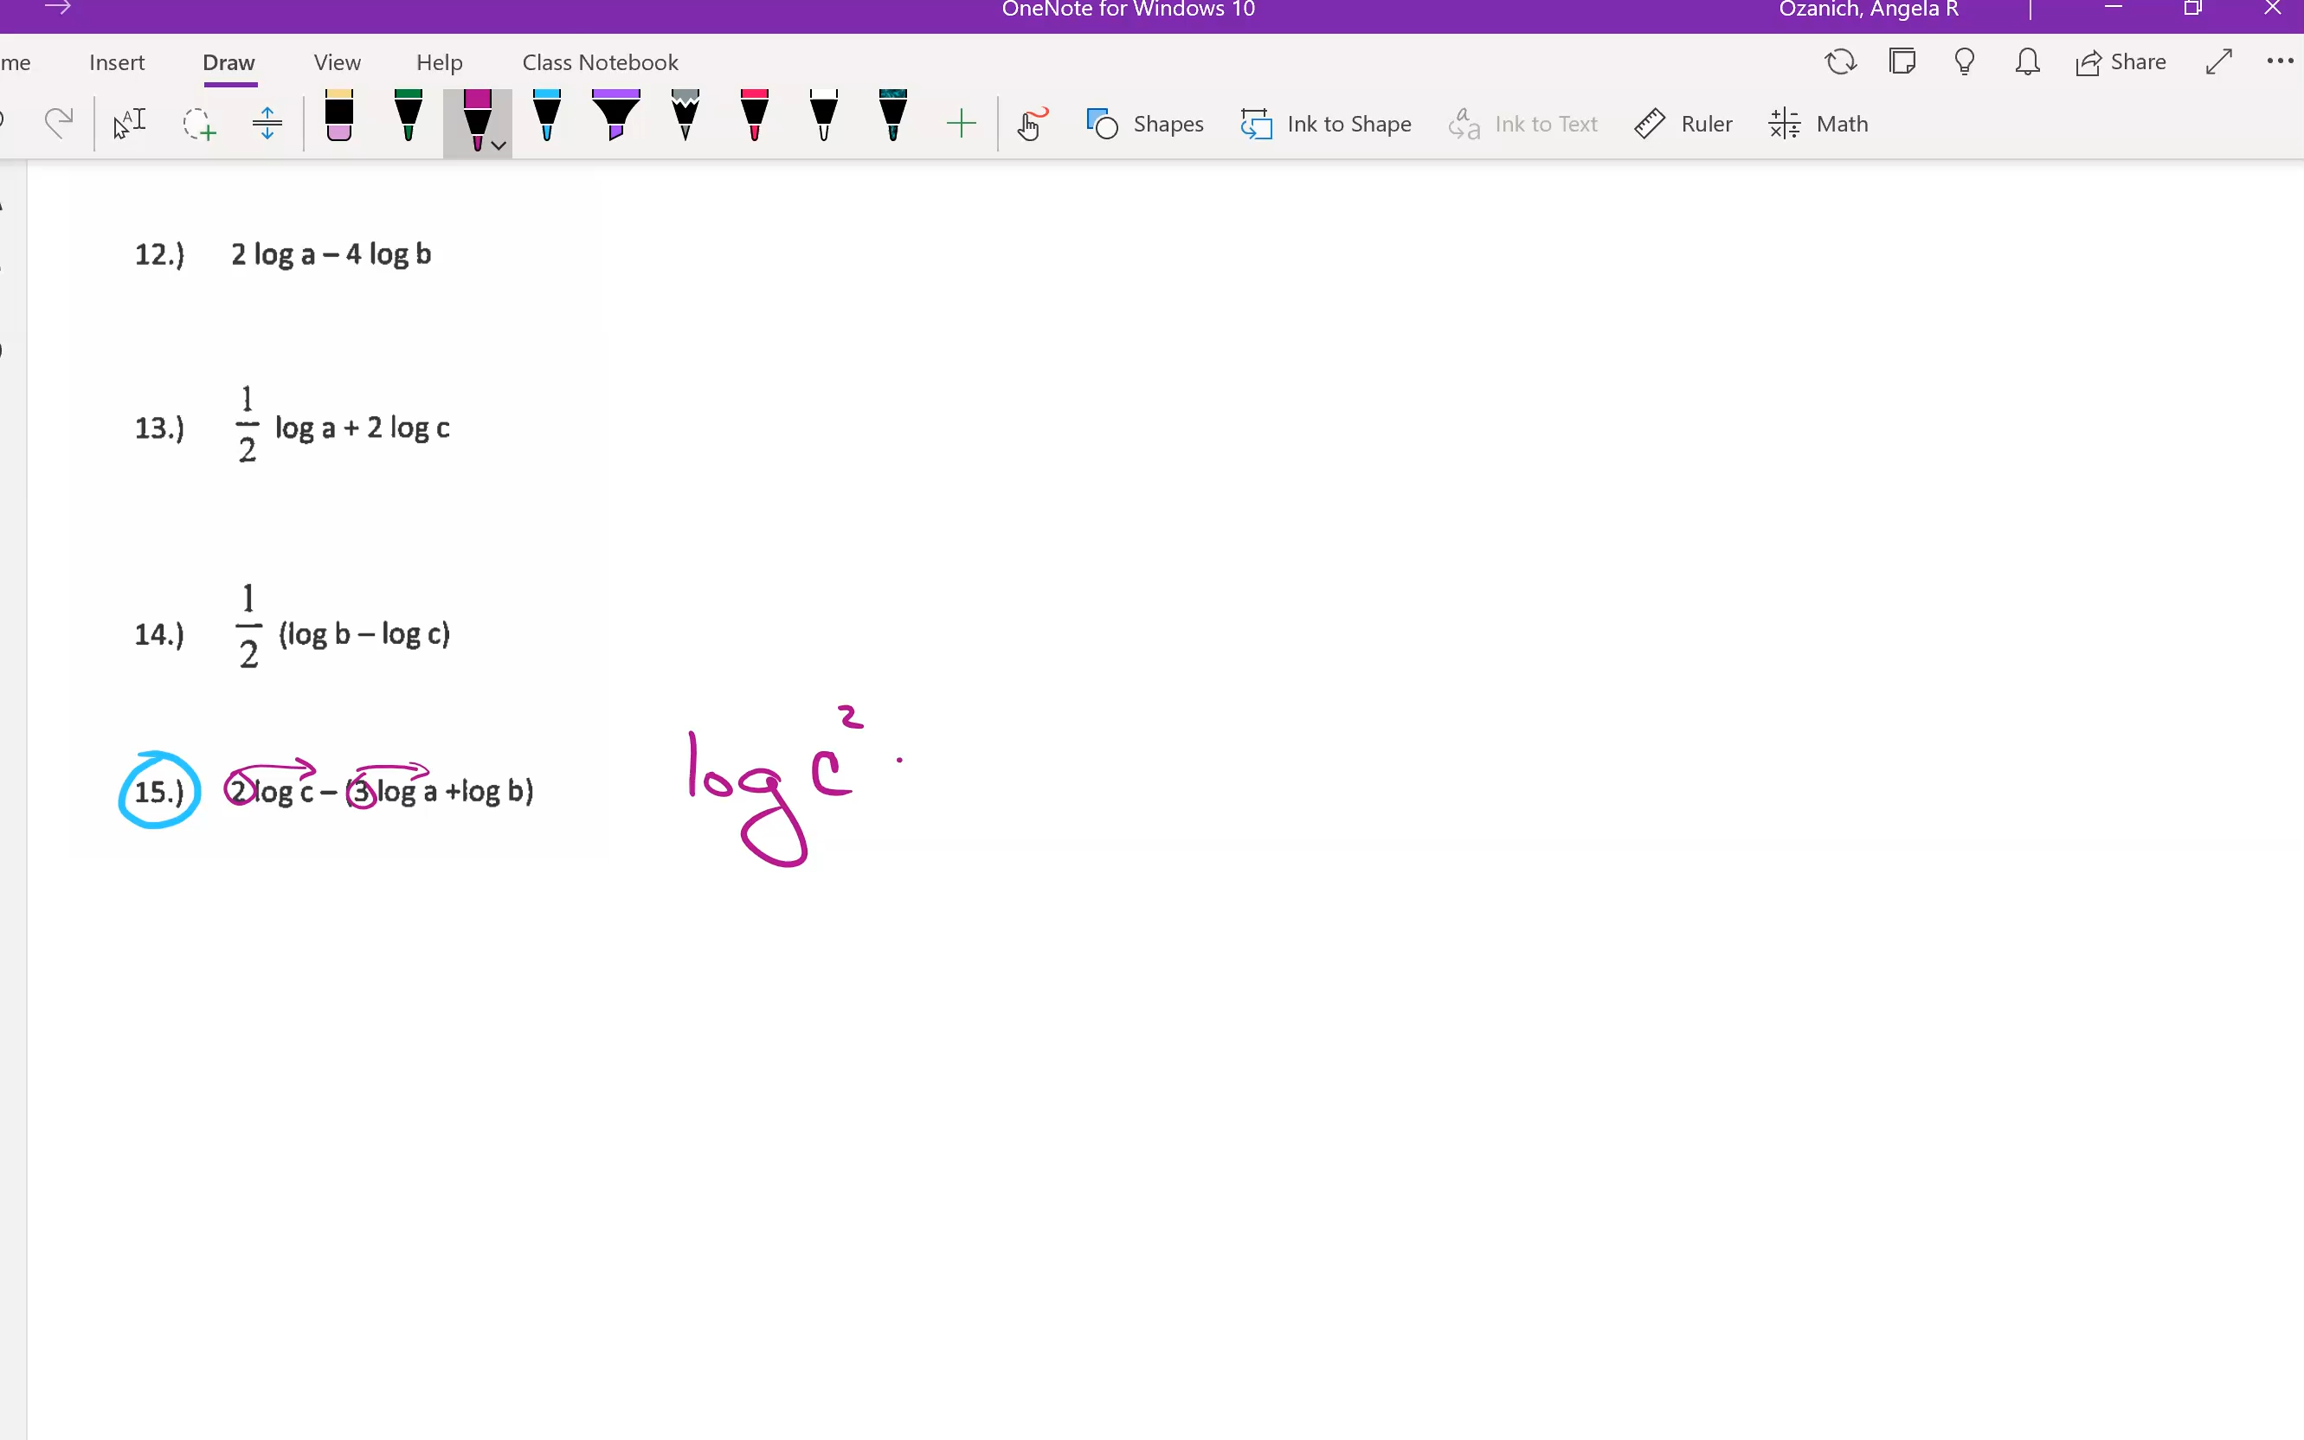 OneNote for Windows 10 Ozanich, Angela R
Insert Draw View Help Class Notebook Share
Shapes Ink to Shape Ink to Text Ruler Math
12.) 2 log a – 4 log b
13.) 1/2 log a + 2 log c
14.) 1/2 (log b – log c)
15.) 2 log c – (3 log a +log b)
log c²